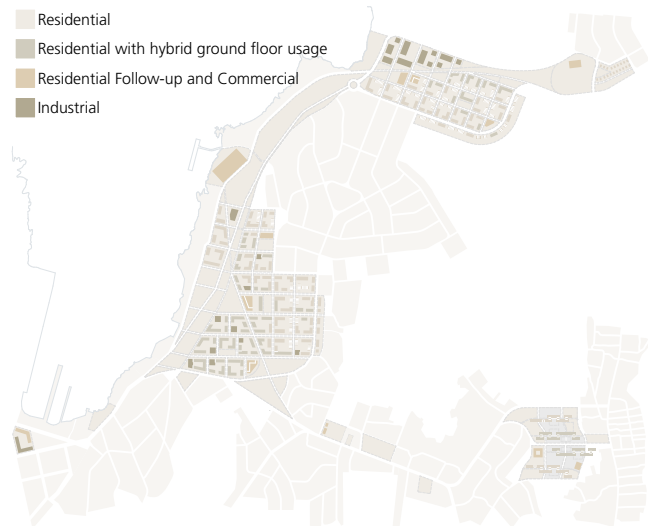 Residential
Residential with hybrid ground floor usage
Residential Follow-up and Commercial
Industrial